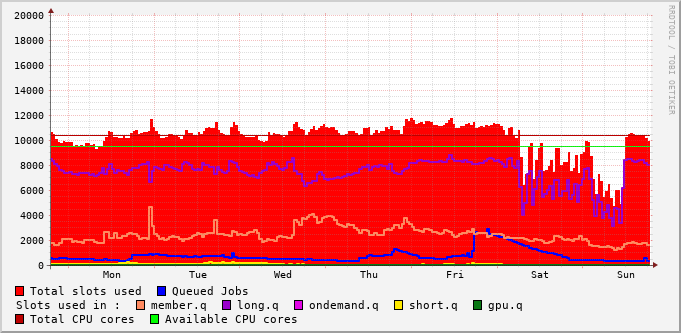 RRDTOOL / TOBI OETIKER
20000
18000
16000
14000
12000
10000
8000
6000
4000
2000
0
Mon Tue Wed Thu Fri Sat Sun
Total slots used Queued Jobs
Slots used in : member.q long.q ondemand.q short.q gpu.q
Total CPU cores Available CPU cores